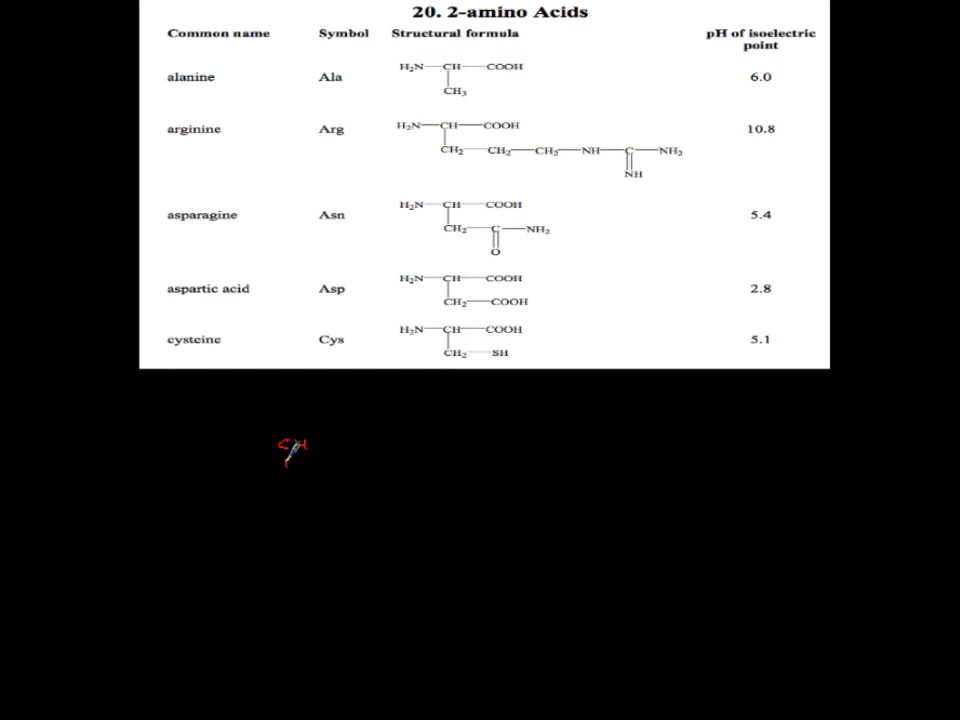 20. 2-amino Acids
Common name Symbol Structural formula pH of isoelectric point
alanine Ala H₂N CH COOH 6.0
CH₃
arginine Arg H₂N CH COOH 10.8
CH₂ CH₂ CH₂ NH C NH₂
NH
asparagine Asn H₂N CH COOH 5.4
CH₂ C NH₂
O
aspartic acid Asp H₂N CH COOH 2.8
CH₂ COOH
cysteine Cys H₂N CH COOH 5.1
CH₂ SH
CH